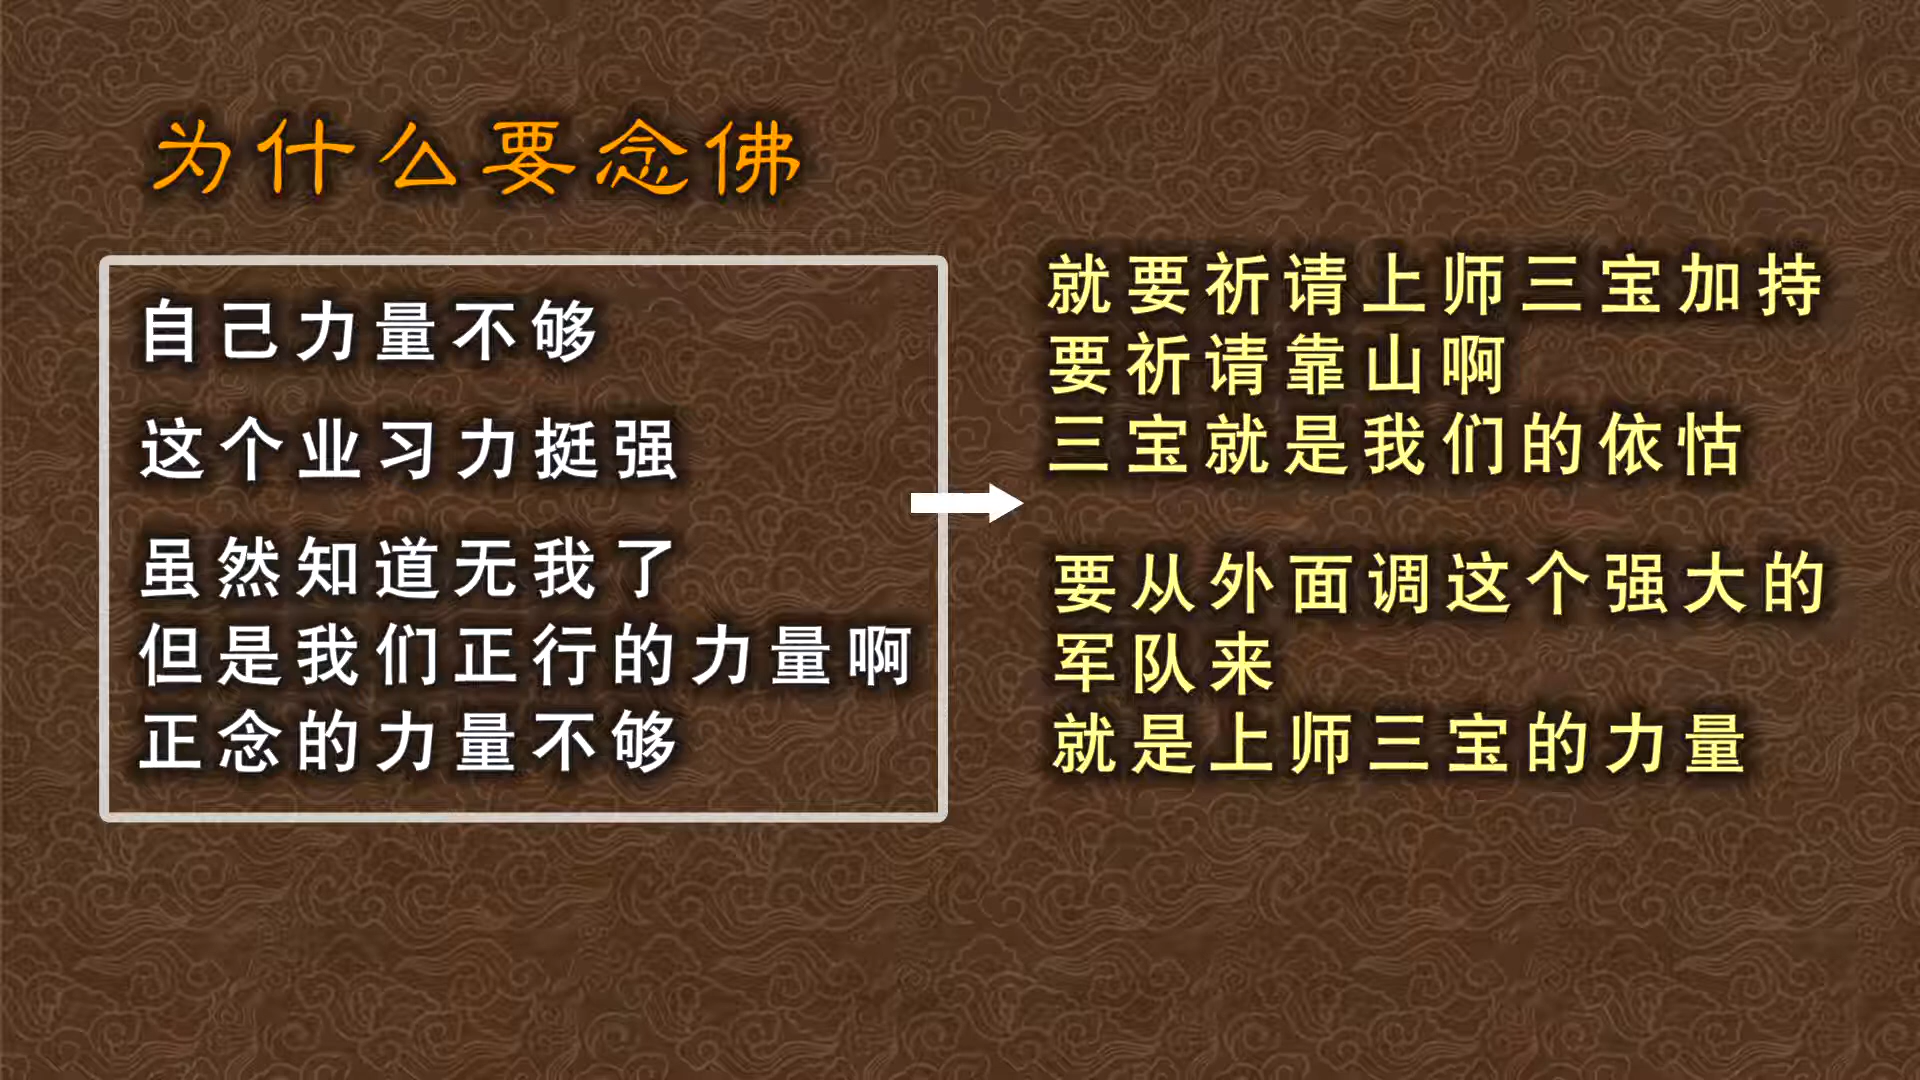 为什么要念佛
自己力量不够
这个业习力挺强
虽然知道无我了
但是我们正行的力量啊
正念的力量不够
就要祈请上师三宝加持
要祈请靠山啊
三宝就是我们的依怙
要从外面调这个强大的
军队来
就是上师三宝的力量